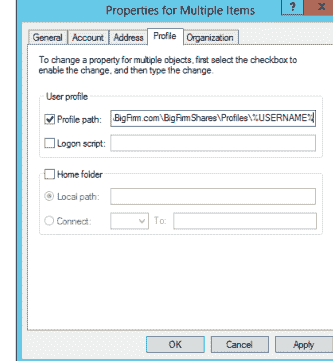 Properties for Multiple Items
? x
General Account Address Profile Organization
To change a property for multiple objects, first select the checkbox to
enable the change, and then type the change.
User profile
Profile path: .BigFirm.com\BigFirmShares\Profiles\%USERNAME%
Logon script:
Home folder
Local path:
Connect: To:
OK Cancel Apply